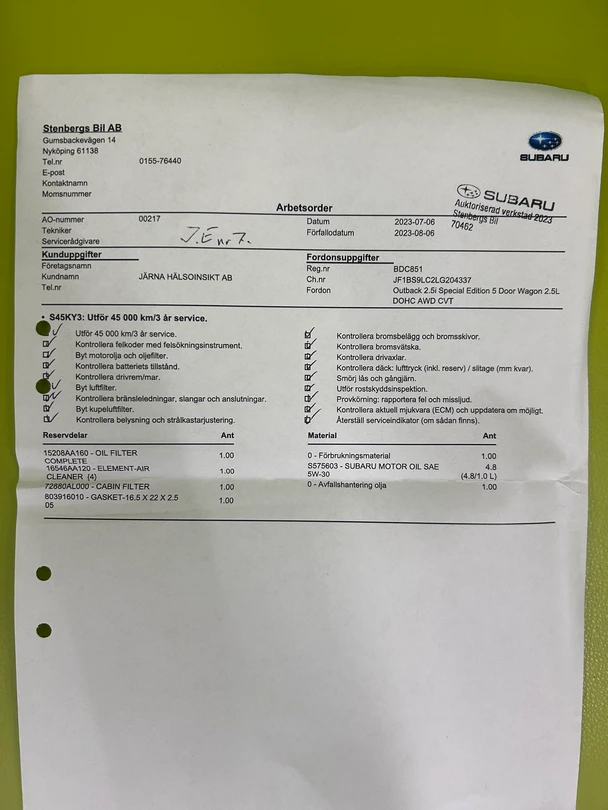 Stenbergs Bil AB
Gumsbackevägen 14
Nyköping 61138
Tel.nr 0155-76440
E-post
Kontaktnamn
Momsnummer
SUBARU
SUBARU
Auktoriserad verkstad 2023
Stenbergs Bil
70462
Arbetsorder
AO-nummer 00217
Tekniker
Servicerådgivare
Datum 2023-07-06
Förfallodatum 2023-08-06
Kunduppgifter
Företagsnamn
Kundnamn JÄRNA HÄLSOINSIKT AB
Tel.nr
Fordonsuppgifter
Reg.nr BDC851
Ch.nr JF1BS9LC2LG204337
Fordon Outback 2.5i Special Edition 5 Door Wagon 2.5L
DOHC AWD CVT
• S45KY3: Utför 45 000 km/3 år service.
Utför 45 000 km/3 år service.
Kontrollera felkoder med felsökningsinstrument.
Byt motorolja och oljefilter.
Kontrollera batteriets tillstånd.
Kontrollera drivrem/mar.
Byt luftfilter.
Kontrollera bränsleledningar, slangar och anslutningar.
Byt kupeluftfilter.
Kontrollera belysning och strålkastarjustering.
Kontrollera bromsbelägg och bromsskivor.
Kontrollera bromsvätska.
Kontrollera drivaxlar.
Kontrollera däck: lufttryck (inkl. reserv) / slitage (mm kvar).
Smörj lås och gångjärn.
Utför rostskyddsinspektion.
Provkörning: rapportera fel och missljud.
Kontrollera aktuell mjukvara (ECM) och uppdatera om möjligt.
Återställ serviceindikator (om sådan finns).
Reservdelar Ant
15208AA160 - OIL FILTER 1.00
COMPLETE
16546AA120 - ELEMENT-AIR 1.00
CLEANER (4)
72880AL000 - CABIN FILTER 1.00
803916010 - GASKET-16.5 X 22 X 2.5 1.00
05
Material Ant
0 - Förbrukningsmaterial 1.00
S575603 - SUBARU MOTOR OIL SAE 4.8
5W-30 (4.8/1.0 L)
0 - Avfallshantering olja 1.00